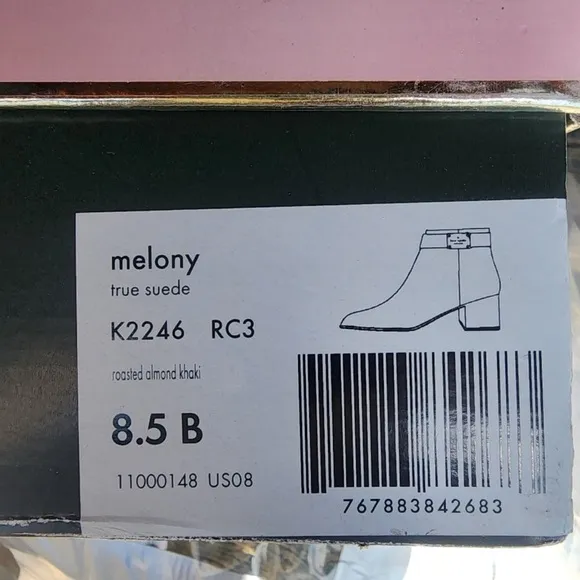 melony
true suede
K2246 RC3
roasted almond khaki
8.5 B
11000148 US08
767883842683